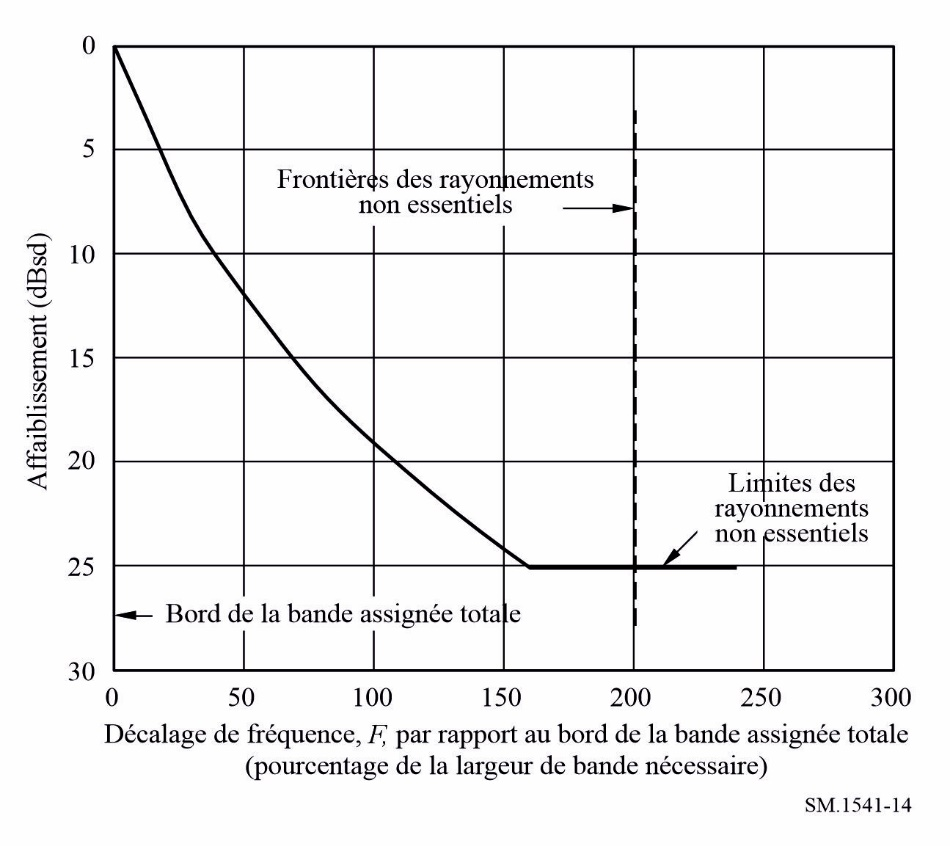 0
5
10
15
20
25
30
Affaiblissement (dBsd)
Frontières des rayonnements
non essentiels
Limites des
rayonnements
non essentiels
Bord de la bande assignée totale
0 50 100 150 200 250 300
Décalage de fréquence, F, par rapport au bord de la bande assignée totale
(pourcentage de la largeur de bande nécessaire)
SM.1541-14